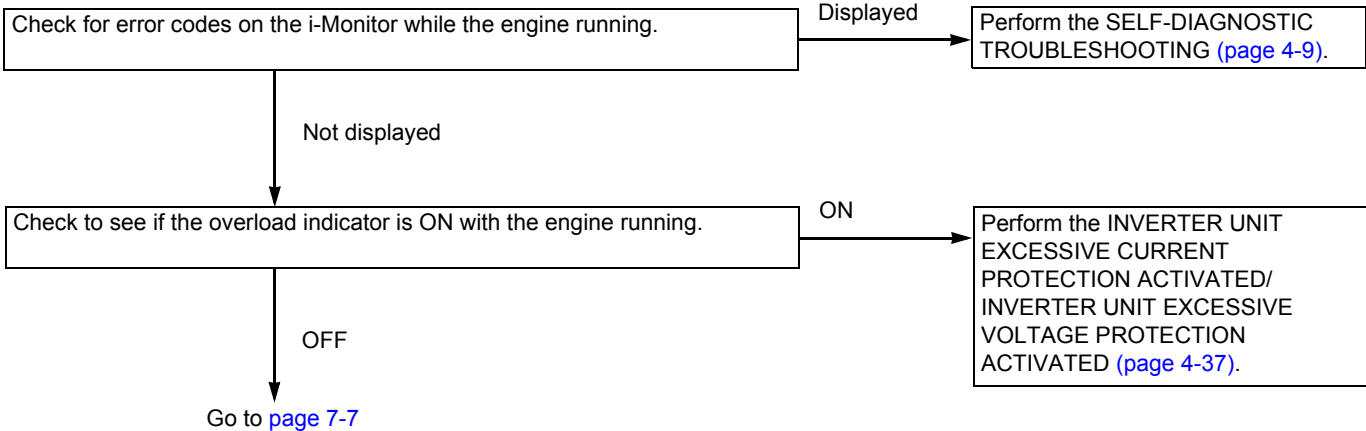 Check for error codes on the i-Monitor while the engine running.
Displayed
Perform the SELF-DIAGNOSTIC
TROUBLESHOOTING (page 4-9).
Not displayed
Check to see if the overload indicator is ON with the engine running.
ON
Perform the INVERTER UNIT
EXCESSIVE CURRENT
PROTECTION ACTIVATED/
INVERTER UNIT EXCESSIVE
VOLTAGE PROTECTION
ACTIVATED (page 4-37).
OFF
Go to page 7-7